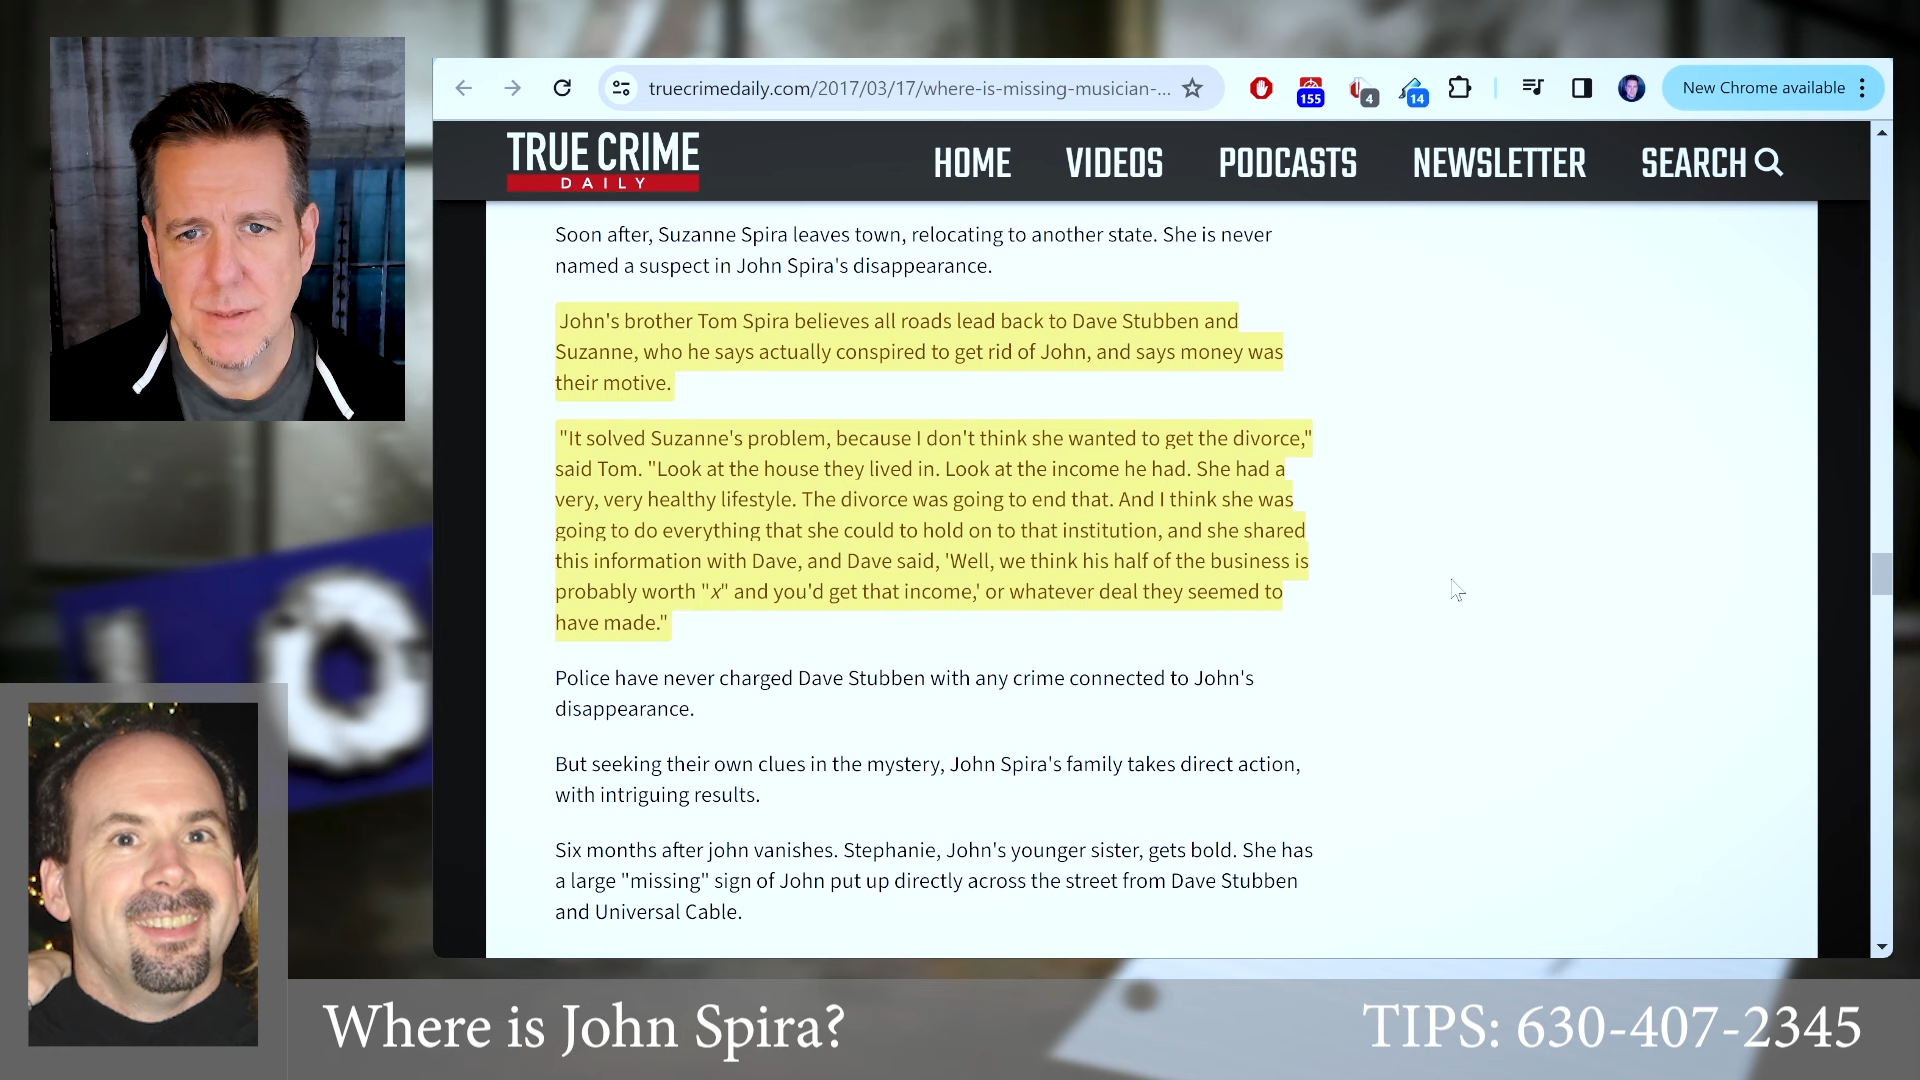 truecrimedaily.com/2017/03/17/where-is-missing-musician-...
155
4
14
New Chrome available
TRUE CRIME
DAILY
HOME VIDEOS PODCASTS NEWSLETTER SEARCH
Soon after, Suzanne Spira leaves town, relocating to another state. She is never
named a suspect in John Spira's disappearance.
John's brother Tom Spira believes all roads lead back to Dave Stubben and
Suzanne, who he says actually conspired to get rid of John, and says money was
their motive.
"It solved Suzanne's problem, because I don't think she wanted to get the divorce,"
said Tom. "Look at the house they lived in. Look at the income he had. She had a
very, very healthy lifestyle. The divorce was going to end that. And I think she was
going to do everything that she could to hold on to that institution, and she shared
this information with Dave, and Dave said, 'Well, we think his half of the business is
probably worth "x" and you'd get that income,' or whatever deal they seemed to
have made."
Police have never charged Dave Stubben with any crime connected to John's
disappearance.
But seeking their own clues in the mystery, John Spira's family takes direct action,
with intriguing results.
Six months after john vanishes. Stephanie, John's younger sister, gets bold. She has
a large "missing" sign of John put up directly across the street from Dave Stubben
and Universal Cable.
Where is John Spira?
TIPS: 630-407-2345